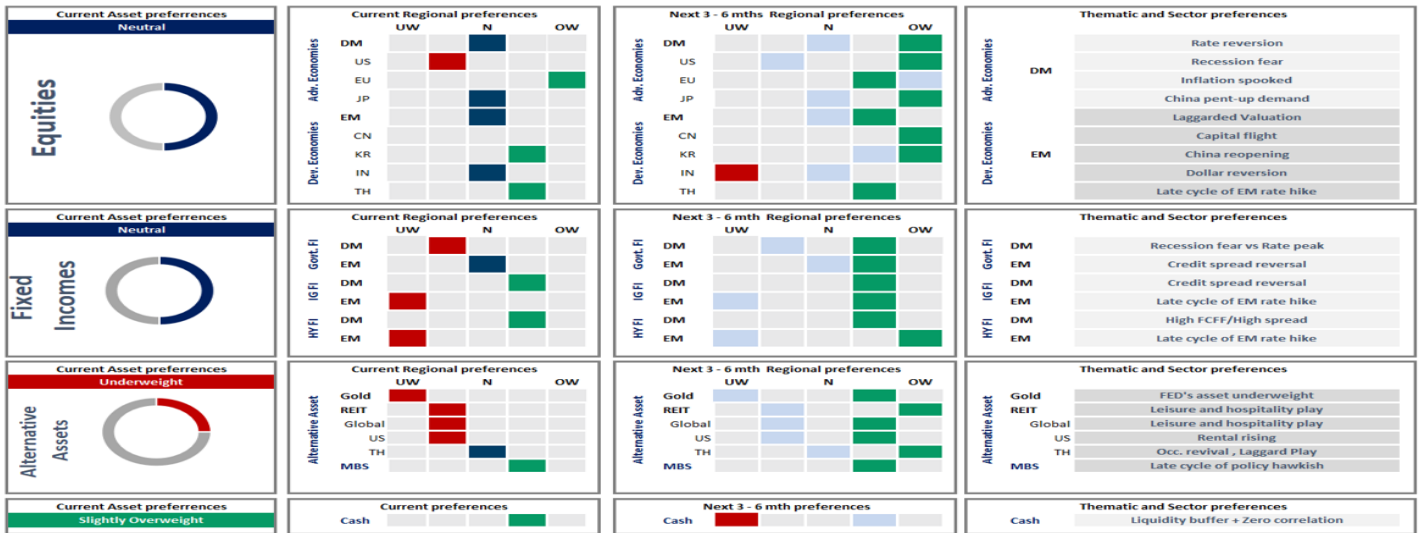 Current Asset preferrences
Neutral
Equities
Current Regional preferences
UW N OW
Adv. Economies
DM
US
EU
JP
Dev. Economies
EM
CN
KR
IN
TH
Next 3 - 6 mths Regional preferences
UW N OW
Adv. Economies
DM
US
EU
JP
Dev. Economies
EM
CN
KR
IN
TH
Thematic and Sector preferences
Adv. Economies
DM
Rate reversion
Recession fear
Inflation spooked
China pent-up demand
Dev. Economies
EM
Laggarded Valuation
Capital flight
China reopening
Dollar reversion
Late cycle of EM rate hike
Current Asset preferrences
Neutral
Fixed
Incomes
Current Regional preferences
UW N OW
Govt. FI
DM
EM
IG FI
DM
EM
HY FI
DM
EM
Next 3 - 6 mth Regional preferences
UW N OW
Govt. FI
DM
EM
IG FI
DM
EM
HY FI
DM
EM
Thematic and Sector preferences
Govt. FI
DM Recession fear vs Rate peak
EM Credit spread reversal
IG FI
DM Credit spread reversal
EM Late cycle of EM rate hike
HY FI
DM High FCFF/High spread
EM Late cycle of EM rate hike
Current Asset preferrences
Underweight
Alternative
Assets
Current Regional preferences
UW N OW
Alternative Asset
Gold
REIT
Global
US
TH
MBS
Next 3 - 6 mth Regional preferences
UW N OW
Alternative Asset
Gold
REIT
Global
US
TH
MBS
Thematic and Sector preferences
Alternative Asset
Gold FED's asset underweight
REIT Leisure and hospitality play
Global Leisure and hospitality play
US Rental rising
TH Occ. revival , Laggard Play
MBS Late cycle of policy hawkish
Current Asset preferrences
Slightly Overweight
Current preferences
Cash
Next 3 - 6 mth preferences
Cash
Thematic and Sector preferences
Cash Liquidity buffer + Zero correlation